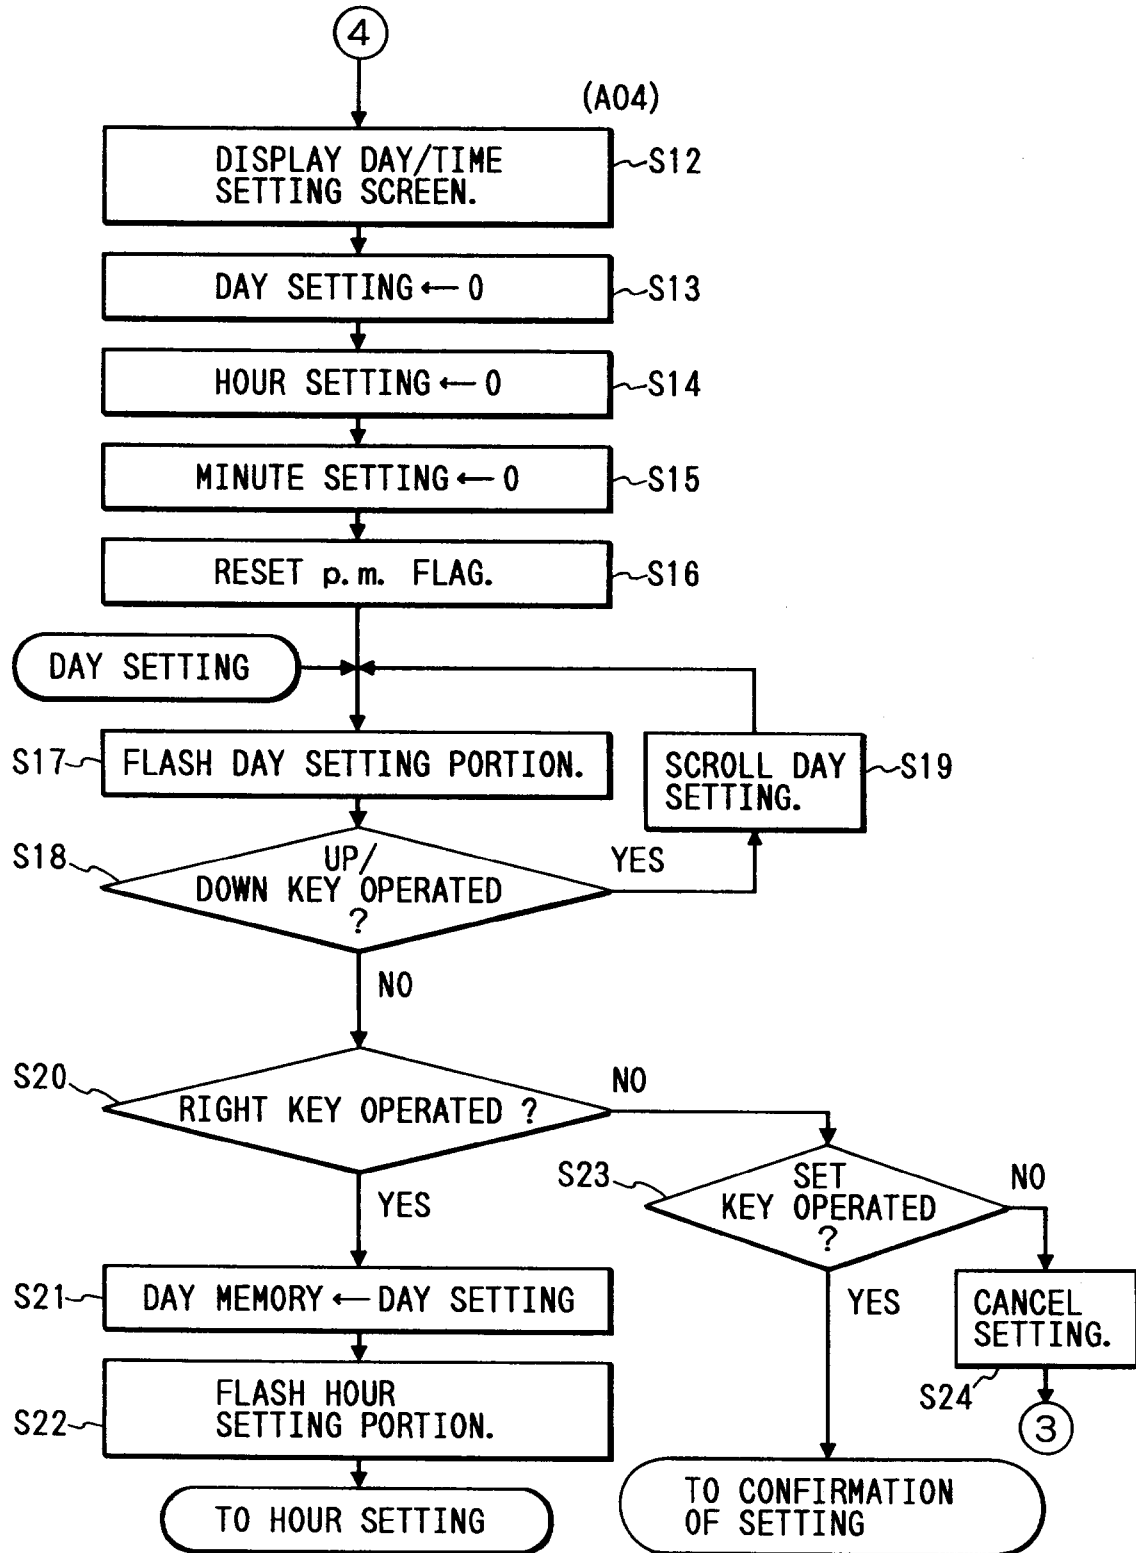 4
(A04)
DISPLAY DAY/TIME
SETTING SCREEN.
S12
DAY SETTING ← 0
S13
HOUR SETTING ← 0
S14
MINUTE SETTING ← 0
S15
RESET p.m. FLAG.
S16
DAY SETTING
S17
FLASH DAY SETTING PORTION.
SCROLL DAY
SETTING.
S19
S18
UP/
DOWN KEY OPERATED
?
YES
NO
S20
RIGHT KEY OPERATED ?
NO
YES
S23
SET
KEY OPERATED
?
NO
YES
S21
DAY MEMORY ← DAY SETTING
CANCEL
SETTING.
S24
3
S22
FLASH HOUR
SETTING PORTION.
TO HOUR SETTING
TO CONFIRMATION
OF SETTING